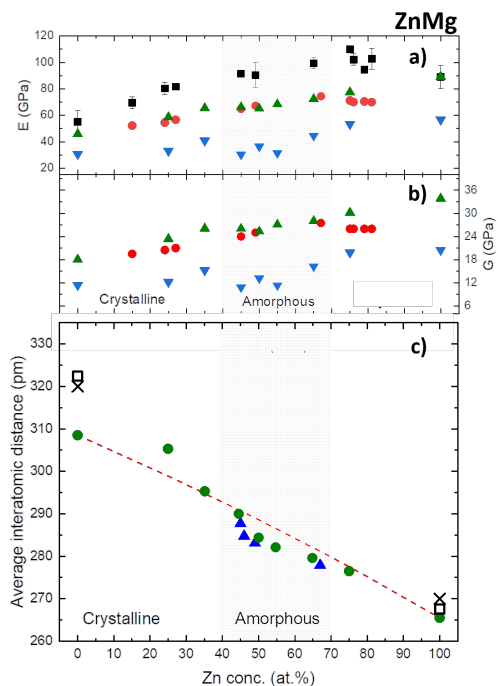 ZnMg
a)
120
100
80
60
40
20
E (GPa)
b)
36
30
24
18
12
6
G (GPa)
Crystalline
Amorphous
c)
330
320
310
300
290
280
270
260
Average interatomic distance (pm)
Crystalline
Amorphous
0 10 20 30 40 50 60 70 80 90 100
Zn conc. (at.%)